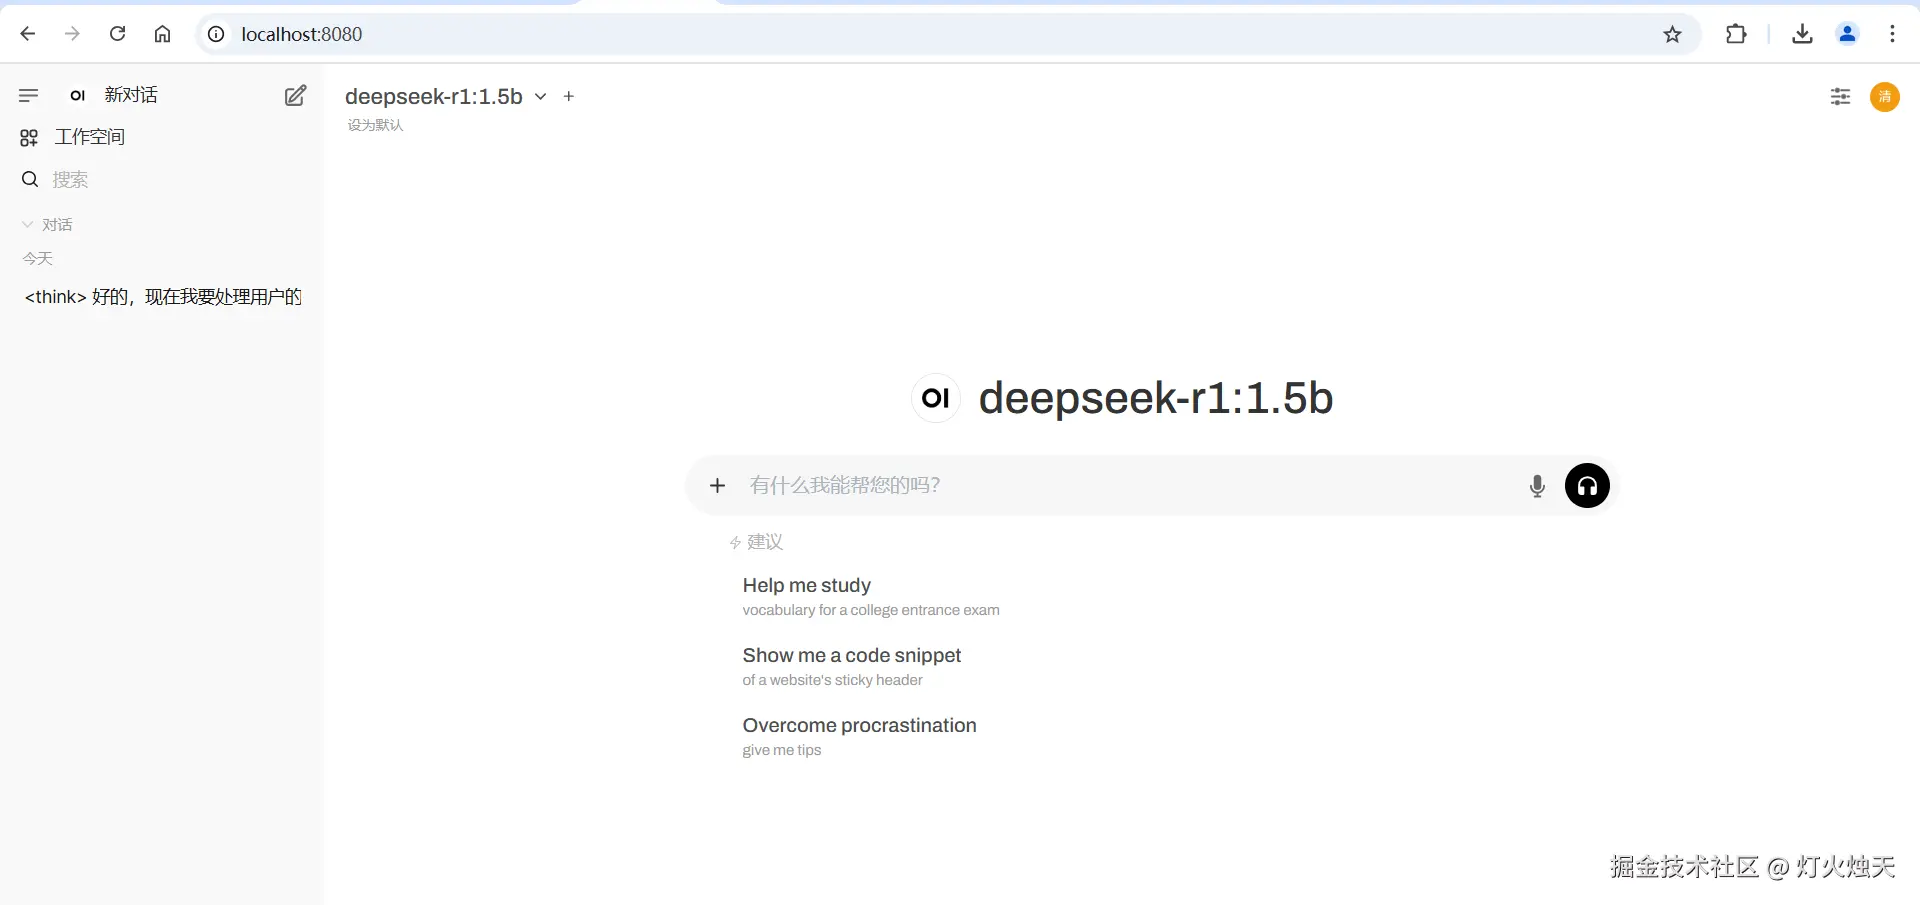 localhost:8080
OI 新对话
工作空间
搜索
对话
今天
<think> 好的，现在我要处理用户的
deepseek-r1:1.5b
设为默认
清
OI deepseek-r1:1.5b
有什么我能帮您的吗?
建议
Help me study
vocabulary for a college entrance exam
Show me a code snippet
of a website's sticky header
Overcome procrastination
give me tips
掘金技术社区 @ 灯火烛天